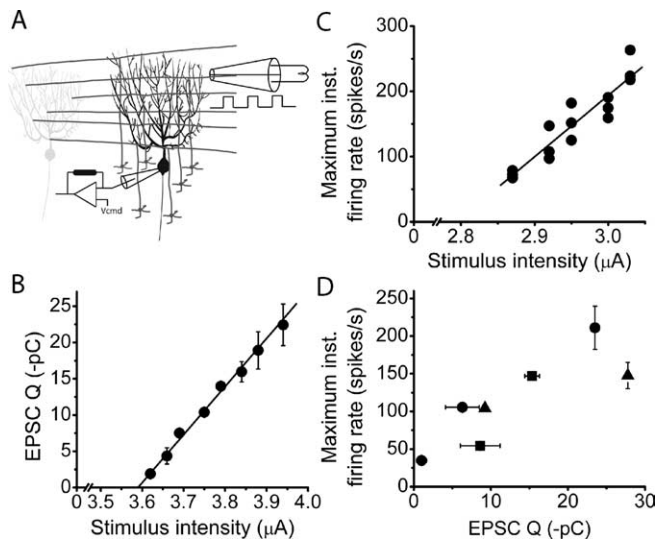 A
Vcmd
B
EPSC Q (-pC)
25
20
15
10
5
0
3.5 3.6 3.7 3.8 3.9 4.0
Stimulus intensity (μA)
C
Maximum inst.
firing rate (spikes/s)
300
200
100
0
0 2.8 2.9 3.0
Stimulus intensity (μA)
D
Maximum inst.
firing rate (spikes/s)
250
200
150
100
50
0
0 10 20 30
EPSC Q (-pC)